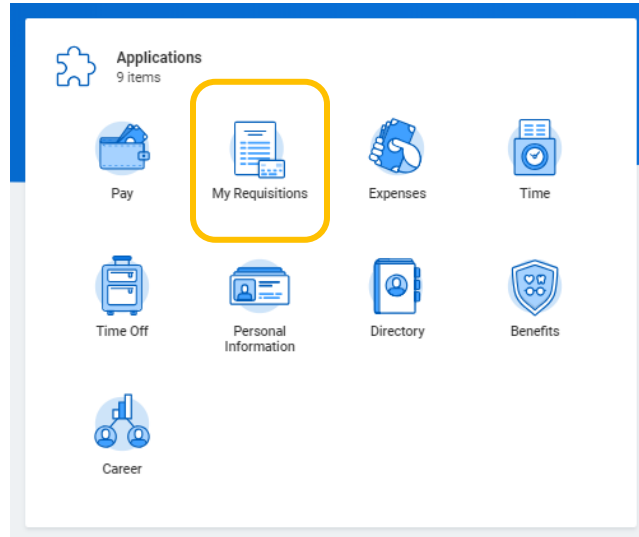 Applications
9 items
Pay
My Requisitions
Expenses
Time
Time Off
Personal
Information
Directory
Benefits
Career